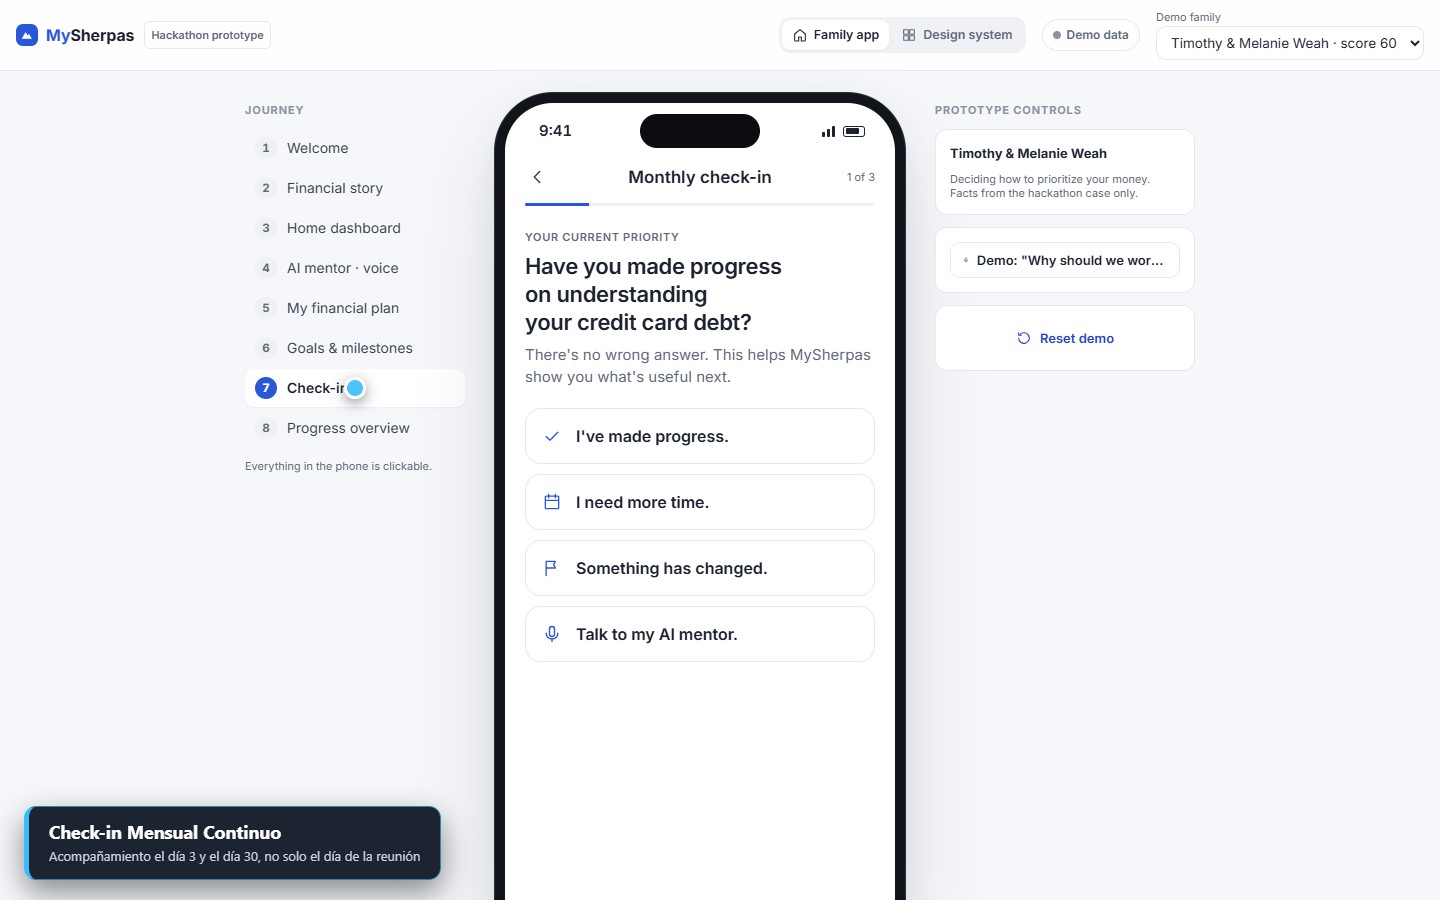 MySherpas
Hackathon prototype
Family app
Design system
Demo data
Demo family
Timothy & Melanie Weah · score 60
JOURNEY
1 Welcome
2 Financial story
3 Home dashboard
4 AI mentor · voice
5 My financial plan
6 Goals & milestones
7 Check-in
8 Progress overview
Everything in the phone is clickable.
9:41
Monthly check-in
1 of 3
YOUR CURRENT PRIORITY
Have you made progress
on understanding
your credit card debt?
There's no wrong answer. This helps MySherpas
show you what's useful next.
I've made progress.
I need more time.
Something has changed.
Talk to my AI mentor.
PROTOTYPE CONTROLS
Timothy & Melanie Weah
Deciding how to prioritize your money.
Facts from the hackathon case only.
Demo: "Why should we wor...
Reset demo
Check-in Mensual Continuo
Acompañamiento el día 3 y el día 30, no solo el día de la reunión